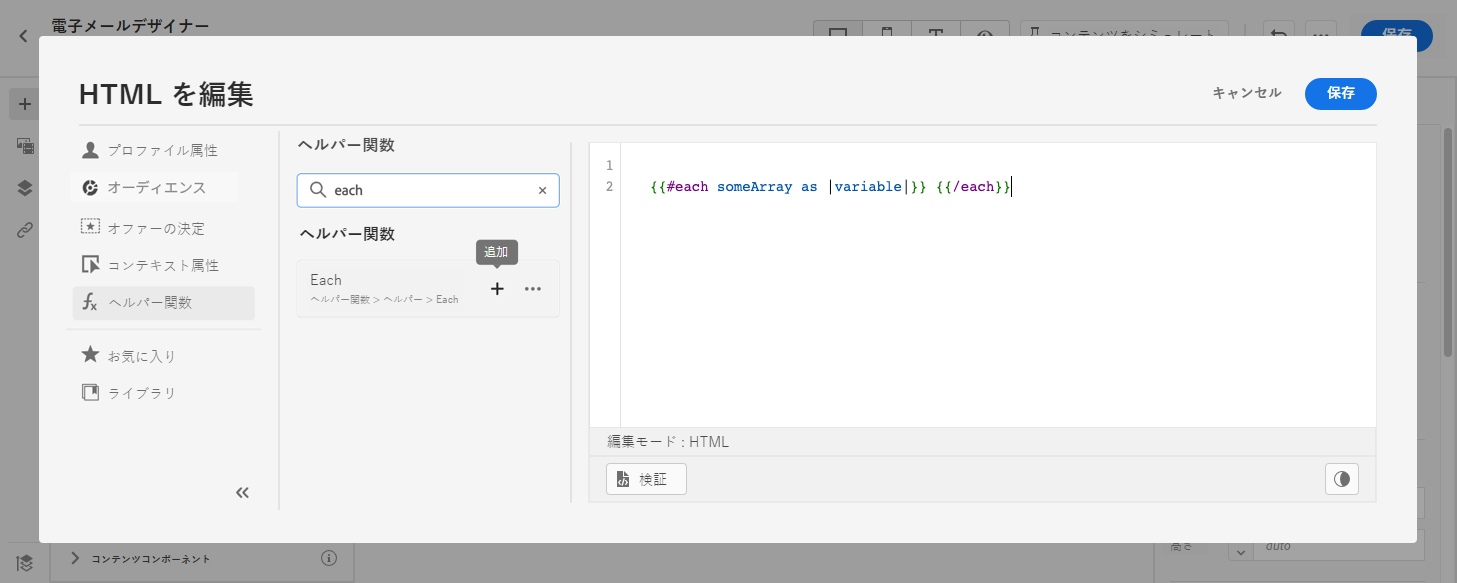 電子メールデザイナー
コンテンツをシミュレート
保存
HTML を編集
キャンセル
保存
プロファイル属性
オーディエンス
オファーの決定
コンテキスト属性
ヘルパー関数
お気に入り
ライブラリ
ヘルパー関数
each
ヘルパー関数
追加
Each
ヘルパー関数 > ヘルパー > Each
1
2
{{#each someArray as |variable|}} {{/each}}
編集モード : HTML
検証
コンテンツコンポーネント
高さ
auto